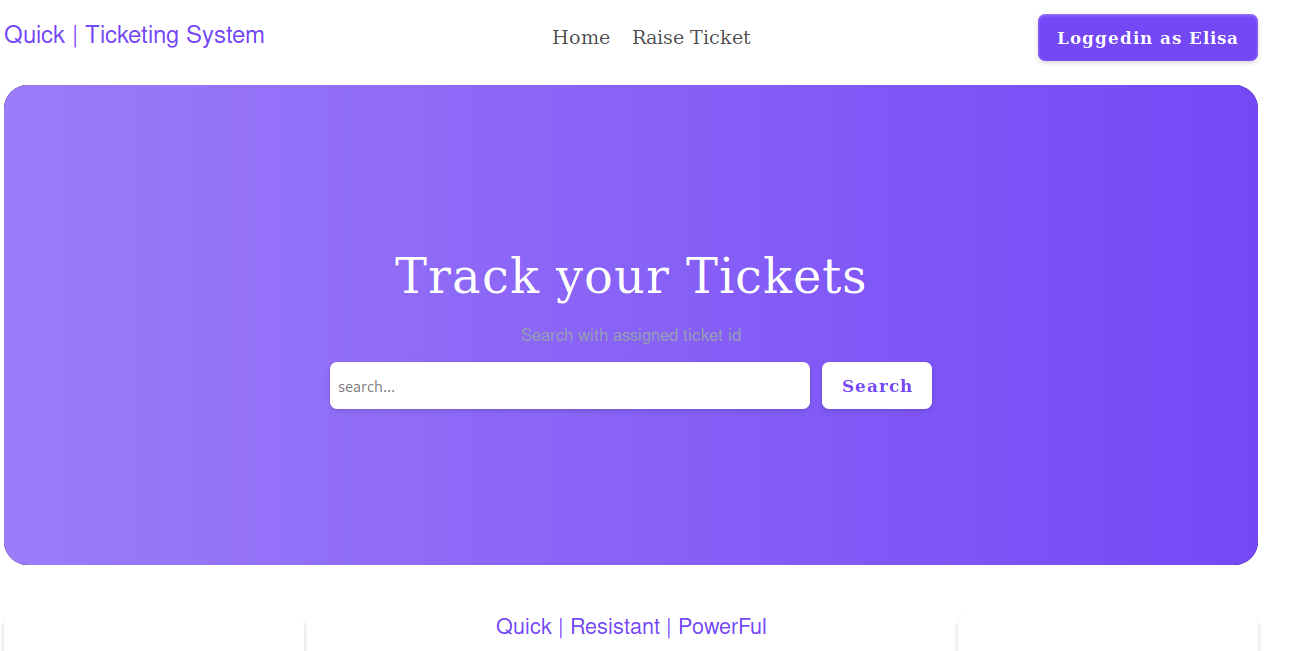 Quick | Ticketing System
Home
Raise Ticket
Loggedin as Elisa
Track your Tickets
Search with assigned ticket id
search...
Search
Quick | Resistant | PowerFul